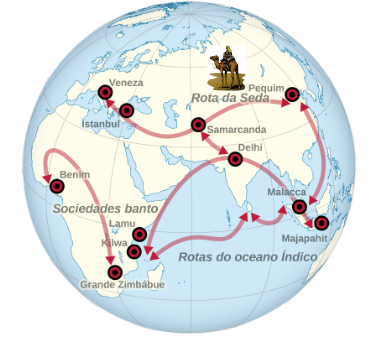 Veneza
Pequim
Rota da Seda
İstanbul
Samarcanda
Delhi
Benim
Malacca
Sociedades banto
Lamu
Majapahit
Kilwa
Rotas do oceano Índico
Grande Zimbábue